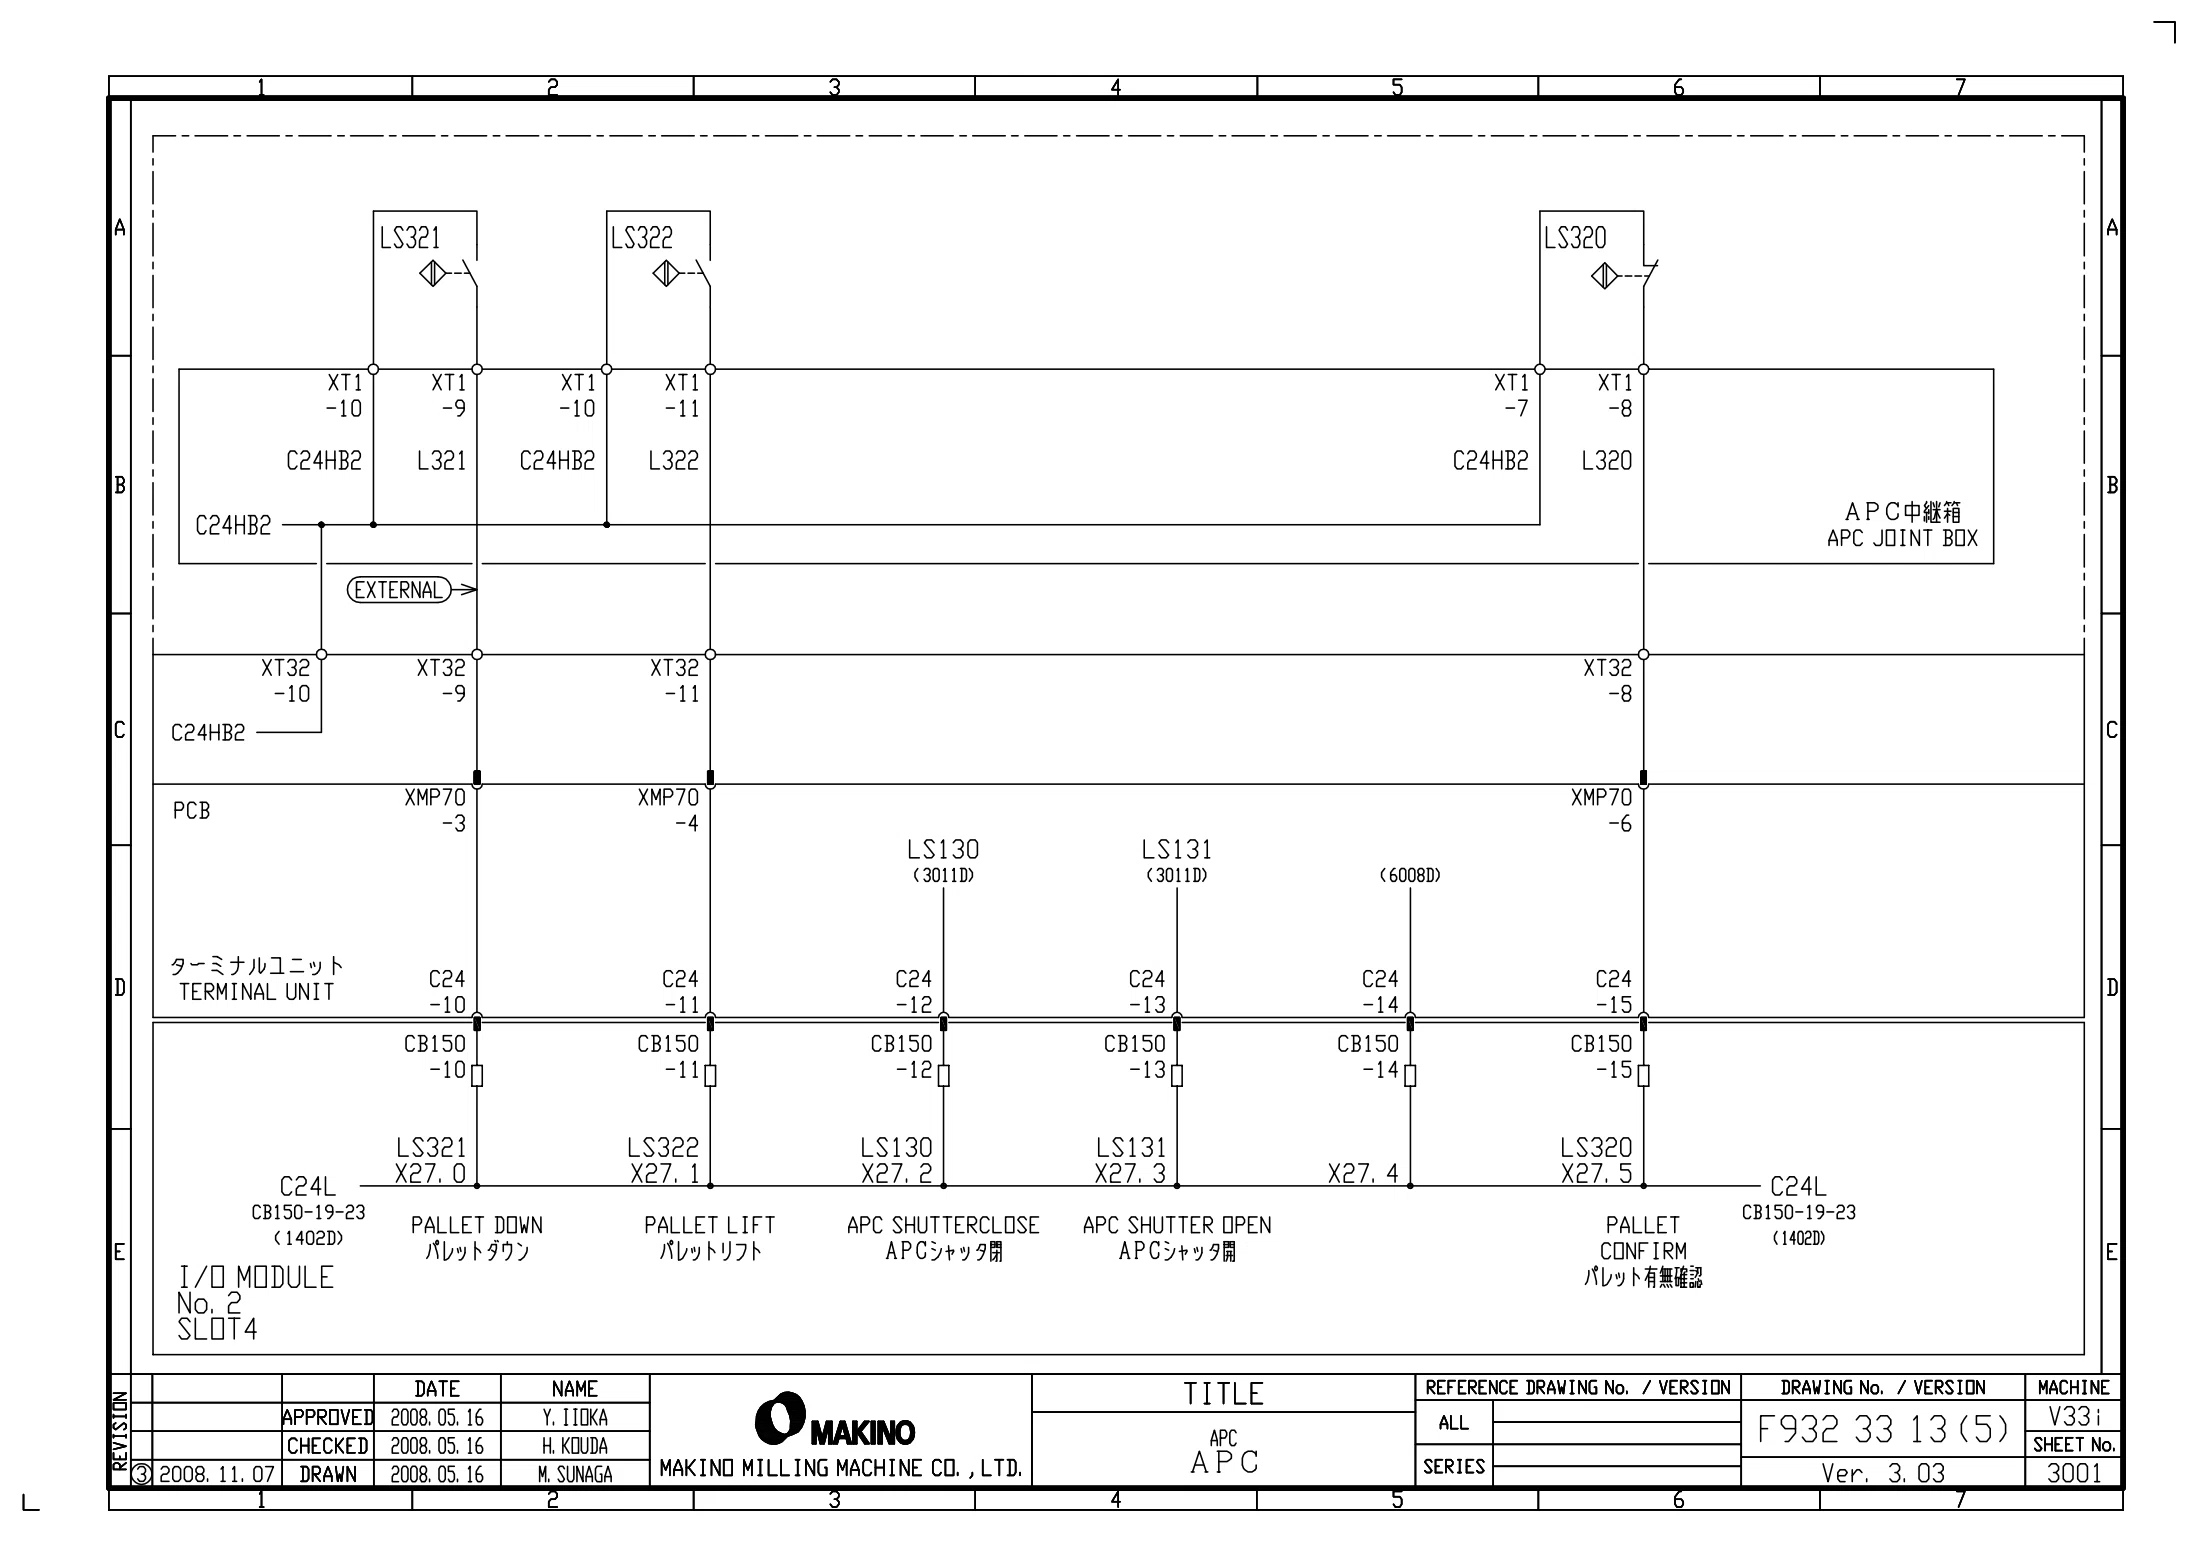 1 2 3 4 5 6 7
A A
LS321 LS322 LS320
XT1 XT1 XT1 XT1 XT1 XT1
-10 -9 -10 -11 -7 -8
C24HB2 L321 C24HB2 L322 C24HB2 L320
B B
APC中継箱
C24HB2
APC JOINT BOX
EXTERNAL
XT32 XT32 XT32 XT32
-10 -9 -11 -8
C C
C24HB2
XMP70 XMP70 XMP70
PCB
-3 -4 -6
LS130 LS131
(3011D) (3011D) (6008D)
ターミナルユニット
C24 C24 C24 C24 C24 C24
D D
TERMINAL UNIT
-10 -11 -12 -13 -14 -15
CB150 CB150 CB150 CB150 CB150 CB150
-10 -11 -12 -13 -14 -15
LS321 LS322 LS130 LS131 LS320
X27.0 X27.1 X27.2 X27.3 X27.4 X27.5
C24L C24L
CB150-19-23 CB150-19-23
(1402D) (1402D)
PALLET DOWN PALLET LIFT APC SHUTTERCLOSE APC SHUTTER OPEN PALLET
パレットダウン パレットリフト APCシャッタ閉 APCシャッタ開 CONFIRM
パレット有無確認
E E
I/O MODULE
No. 2
SLOT4
REVISION
DATE NAME
APPROVED 2008.05.16 Y. IIOKA
CHECKED 2008.05.16 H. KOUDA
③ 2008.11.07 DRAWN 2008.05.16 M. SUNAGA
MAKINO
MAKINO MILLING MACHINE CO.,LTD.
TITLE
APC
APC
REFERENCE DRAWING No. / VERSION
ALL
SERIES
DRAWING No. / VERSION
F932 33 13(5)
Ver. 3.03
MACHINE
V33i
SHEET No.
3001
1 2 3 4 5 6 7